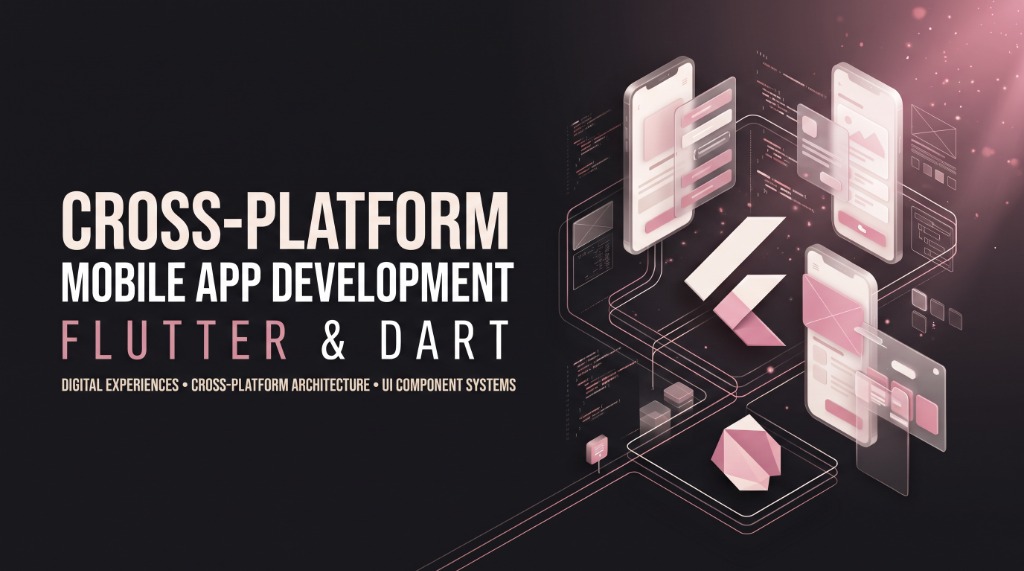 CROSS-PLATFORM
MOBILE APP DEVELOPMENT
FLUTTER & DART
DIGITAL EXPERIENCES • CROSS-PLATFORM ARCHITECTURE • UI COMPONENT SYSTEMS